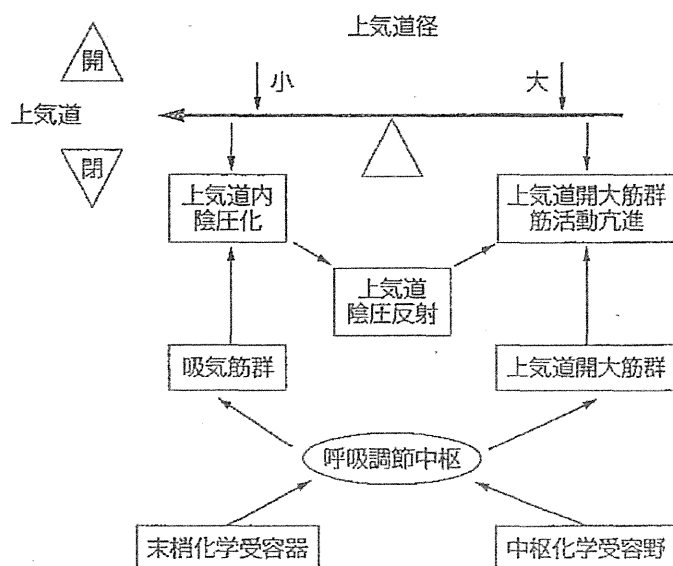 上気道径
開
小
大
上気道
閉
上気道内
陰圧化
上気道開大筋群
筋活動亢進
上気道
陰圧反射
吸気筋群
上気道開大筋群
呼吸調節中枢
末梢化学受容器
中枢化学受容野